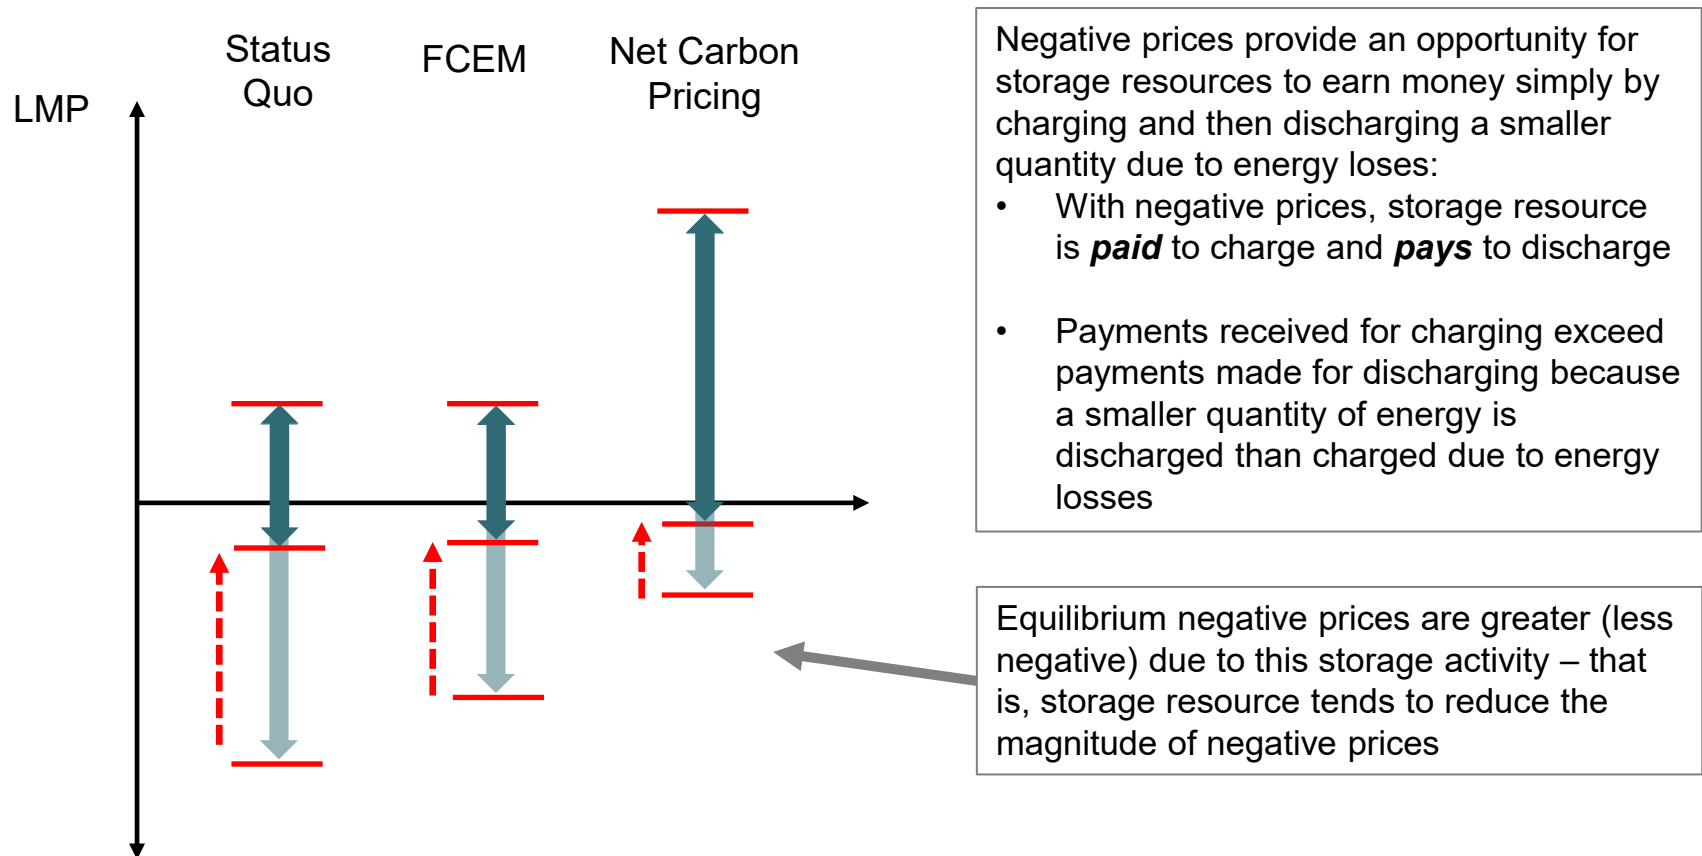 LMP
Status
Quo
FCEM
Net Carbon
Pricing
Negative prices provide an opportunity for
storage resources to earn money simply by
charging and then discharging a smaller
quantity due to energy loses:
• With negative prices, storage resource
is paid to charge and pays to discharge
• Payments received for charging exceed
payments made for discharging because
a smaller quantity of energy is
discharged than charged due to energy
losses
Equilibrium negative prices are greater (less
negative) due to this storage activity – that
is, storage resource tends to reduce the
magnitude of negative prices